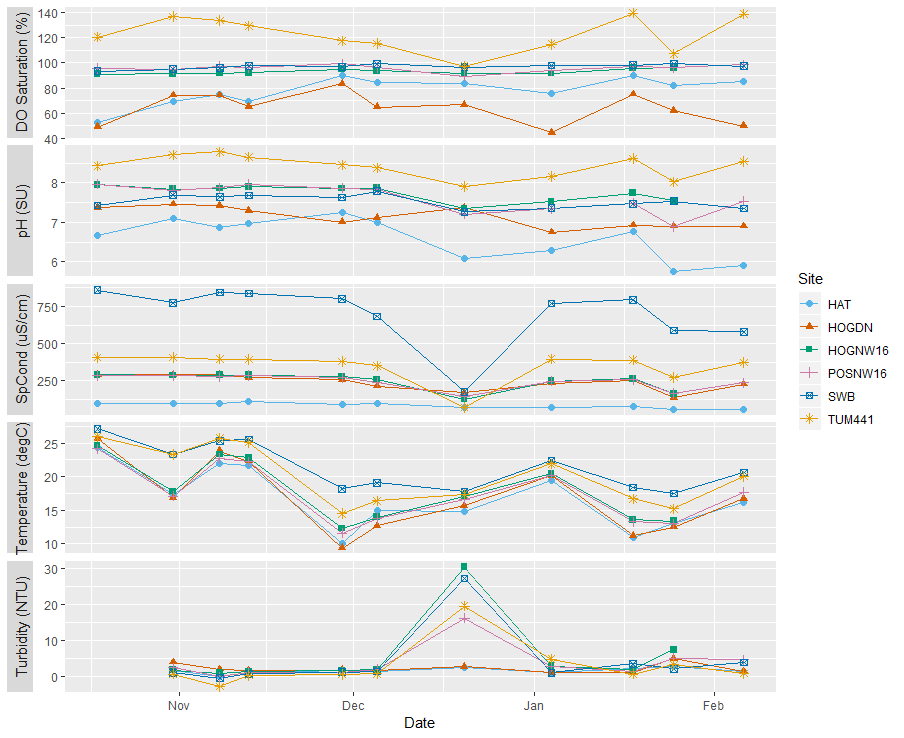 DO Saturation (%)
140
120
100
80
60
40
pH (SU)
8
7
6
SpCond (uS/cm)
750
500
250
Temperature (degC)
25
20
15
10
Turbidity (NTU)
30
20
10
0
Nov
Dec
Jan
Feb
Date
Site
HAT
HOGDN
HOGNW16
POSNW16
SWB
TUM441